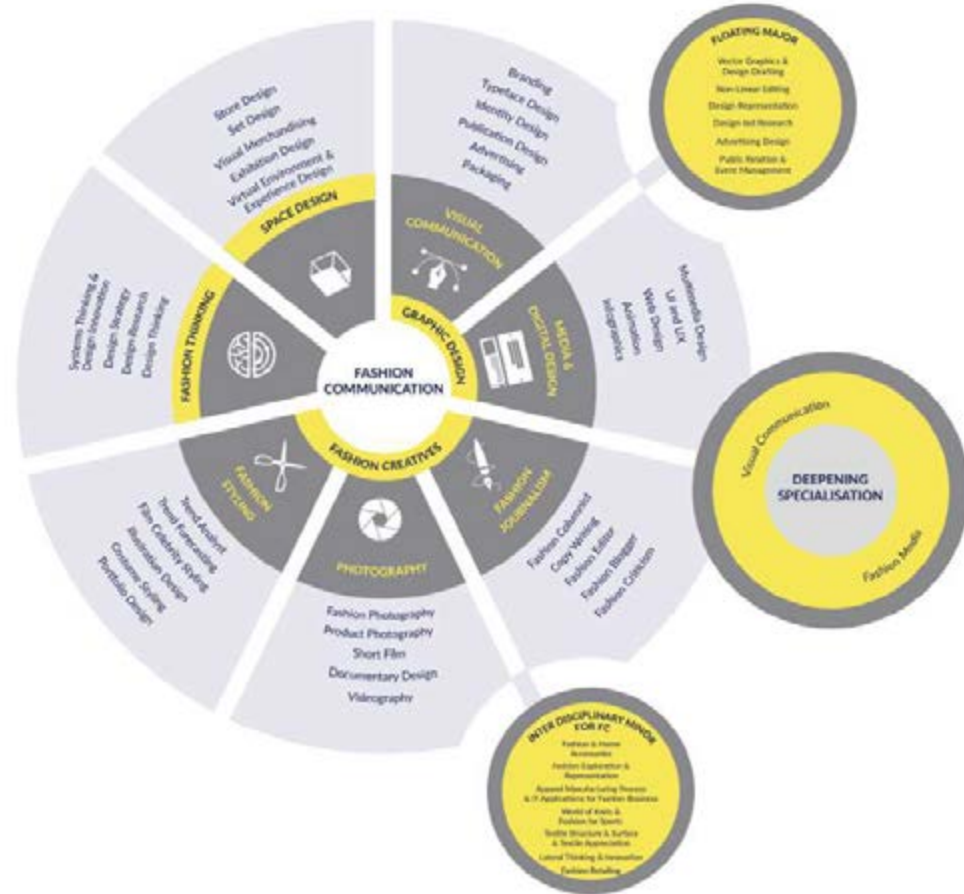 FASHION
COMMUNICATION
SPACE DESIGN
Store Design
Set Design
Visual Merchandising
Exhibition Design
Virtual Environment &
Experience Design
GRAPHIC DESIGN
VISUAL
COMMUNICATION
Branding
Typeface Design
Identity Design
Publication Design
Advertising
Packaging
MEDIA &
DIGITAL DESIGN
Multimedia Design
UI and UX
Web Design
Animation
Infographics
FASHION CREATIVES
FASHION
JOURNALISM
Fashion Columnist
Copy Writing
Fashion Editor
Fashion Blogger
Fashion Criticism
PHOTOGRAPHY
Fashion Photography
Product Photography
Short Film
Documentary Design
Videography
FASHION
STYLING
Trend Analyst
Trend Forecasting
Film Celebrity Styling
Illustration Design
Costume Styling
Portfolio Design
FASHION THINKING
Systems Thinking &
Design Innovation
Design Strategy
Design Research
Design Thinking
FLOATING MAJOR
Vector Graphics &
Design Drafting
Non-Linear Editing
Design Representation
Design-led Research
Advertising Design
Public Relation &
Event Management
DEEPENING
SPECIALISATION
Visual Communication
Fashion Media
INTER DISCIPLINARY MINOR
FOR FC
Fashion & Home
Accessories
Fashion Exploration &
Representation
Apparel Manufacturing Process
& IT Applications for Fashion Business
World of Knits &
Fashion for Sports
Textile Structure & Surface
& Textile Appreciation
Lateral Thinking & Innovation
Fashion Retailing